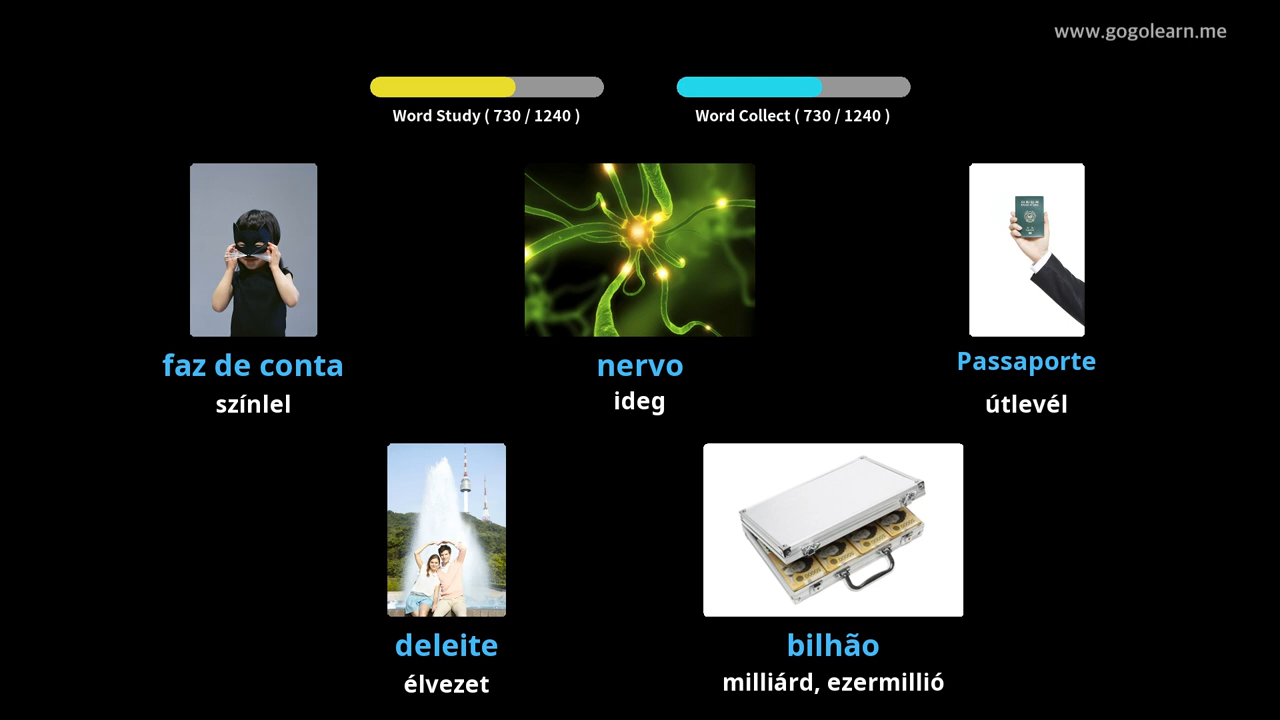 www.gogolearn.me
Word Study ( 730 / 1240 )
Word Collect ( 730 / 1240 )
faz de conta
színlel
nervo
ideg
Passaporte
útlevél
deleite
élvezet
bilhão
milliárd, ezermillió